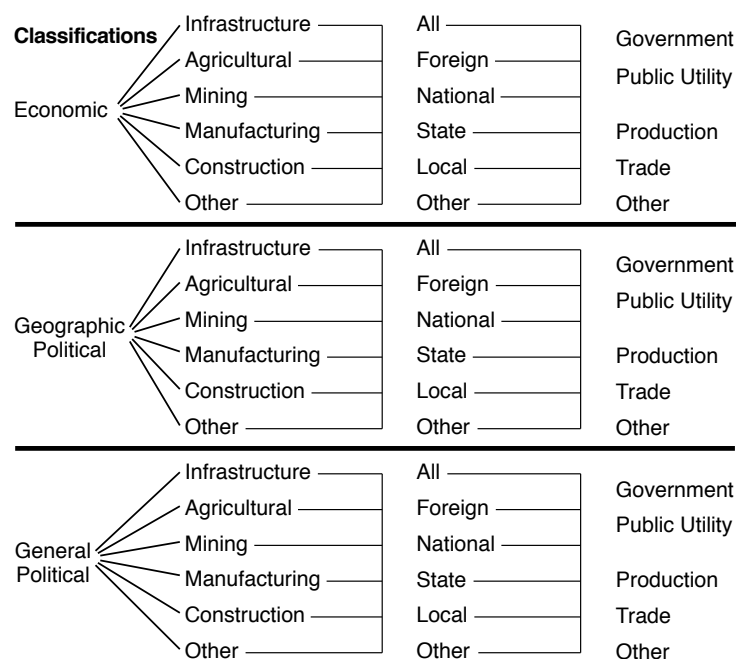 Classifications
Infrastructure All
Government
Agricultural Foreign
Public Utility
Economic
Mining National
Manufacturing State Production
Construction Local Trade
Other Other Other
Infrastructure All
Government
Agricultural Foreign
Public Utility
Geographic
Political
Mining National
Manufacturing State Production
Construction Local Trade
Other Other Other
Infrastructure All
Government
Agricultural Foreign
Public Utility
General
Political
Mining National
Manufacturing State Production
Construction Local Trade
Other Other Other